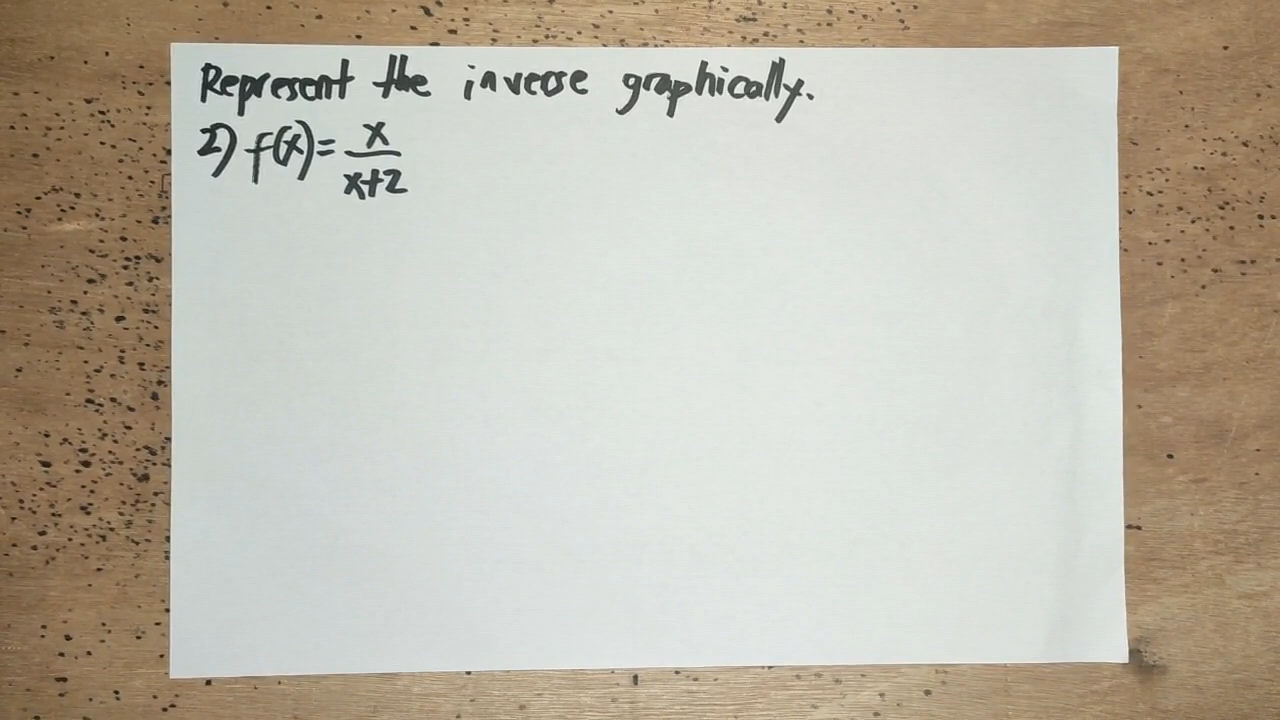 Represent the inverse graphically.
2) f(x) = x/(x+2)